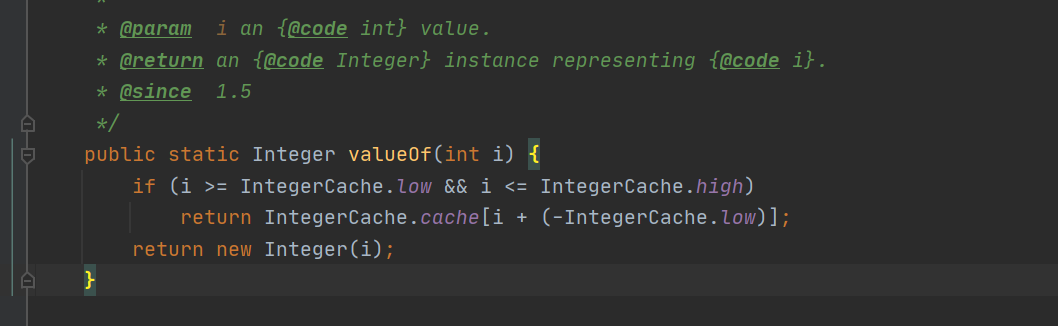 *
* @param  i an {@code int} value.
* @return an {@code Integer} instance representing {@code i}.
* @since  1.5
*/
public static Integer valueOf(int i) {
if (i >= IntegerCache.low && i <= IntegerCache.high)
return IntegerCache.cache[i + (-IntegerCache.low)];
return new Integer(i);
}